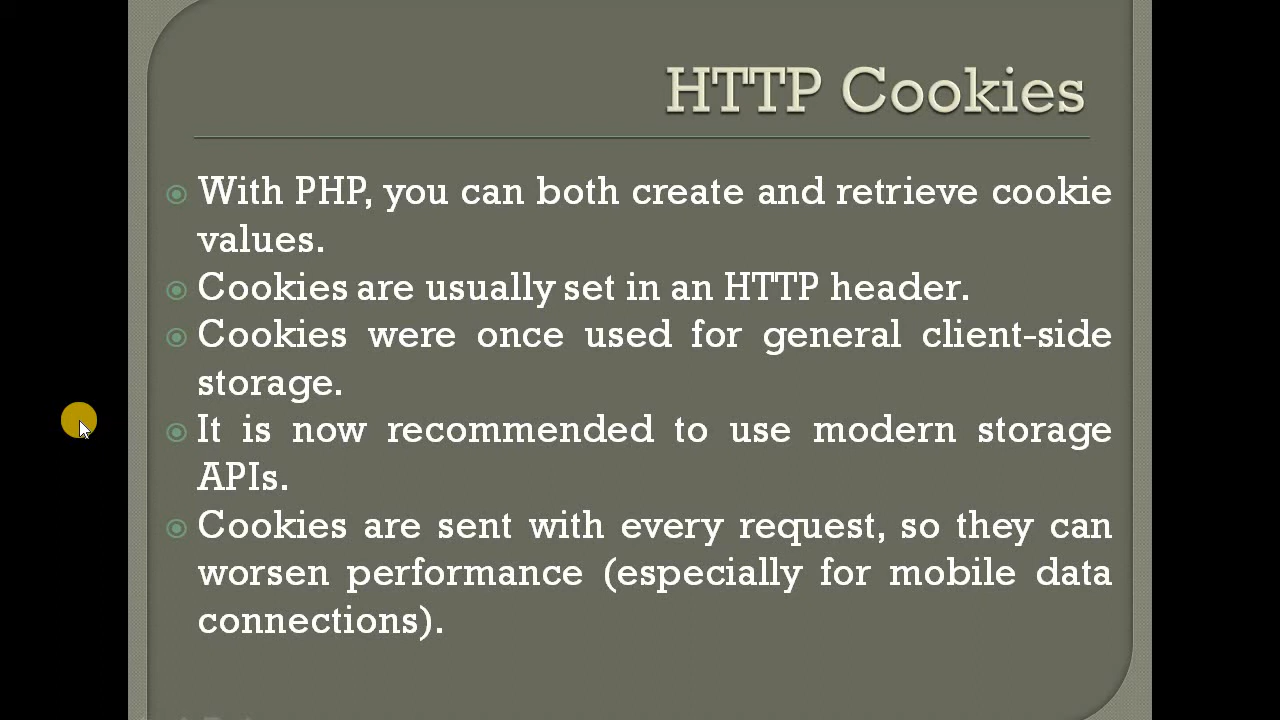 HTTP Cookies
With PHP, you can both create and retrieve cookie
values.
Cookies are usually set in an HTTP header.
Cookies were once used for general client-side
storage.
It is now recommended to use modern storage
APIs.
Cookies are sent with every request, so they can
worsen performance (especially for mobile data
connections).